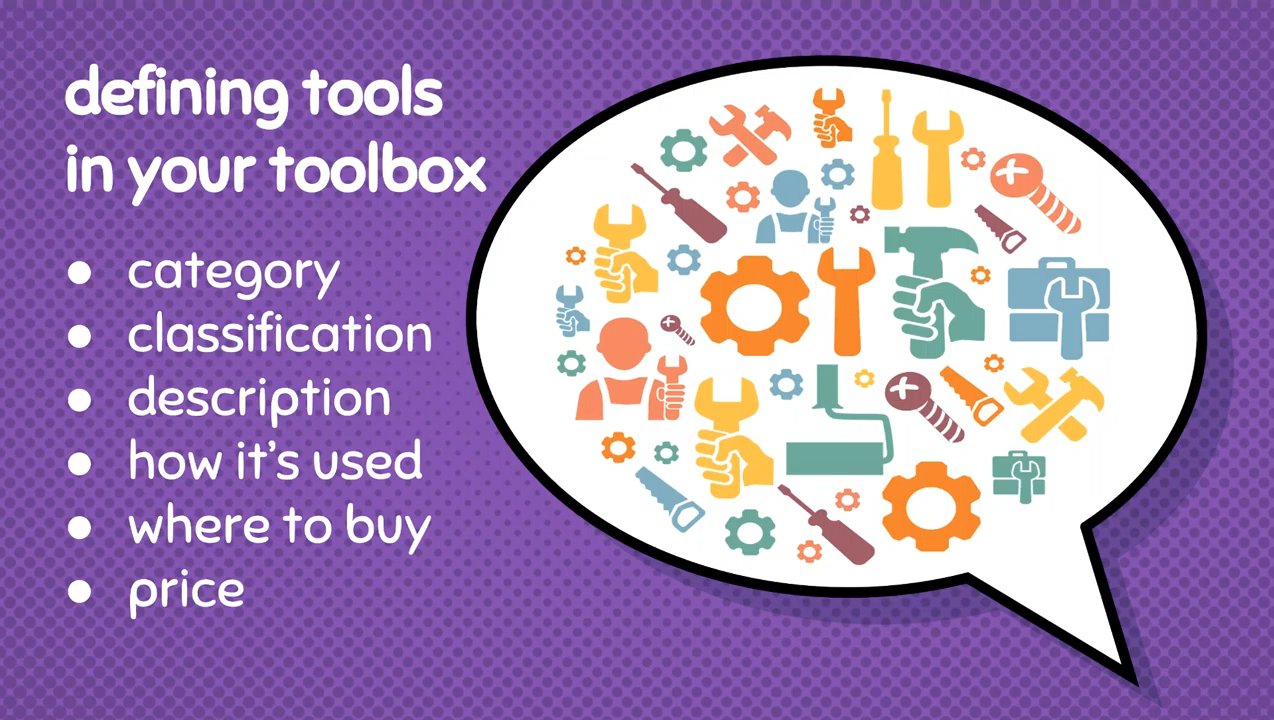 defining tools
in your toolbox
• category
• classification
• description
• how it's used
• where to buy
• price